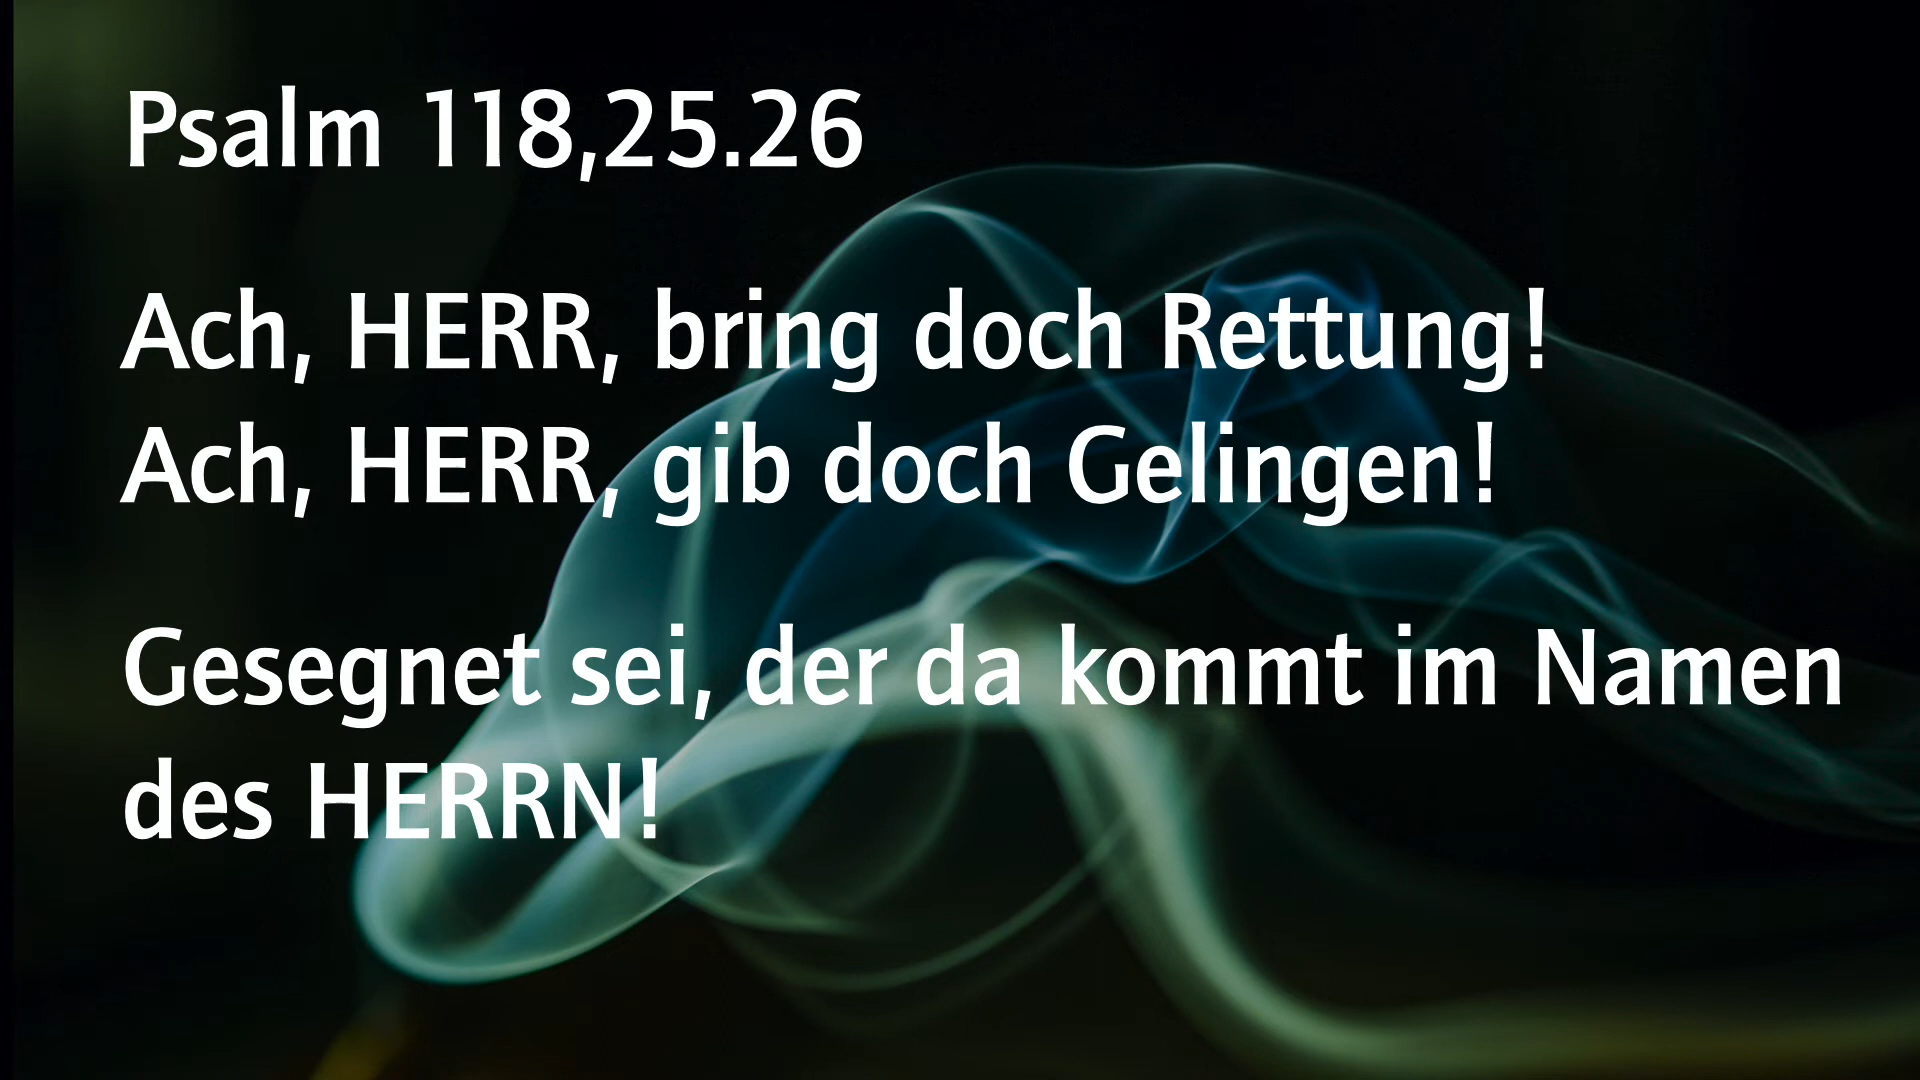 Psalm 118,25.26
Ach, HERR, bring doch Rettung!
Ach, HERR, gib doch Gelingen!
Gesegnet sei, der da kommt im Namen
des HERRN!